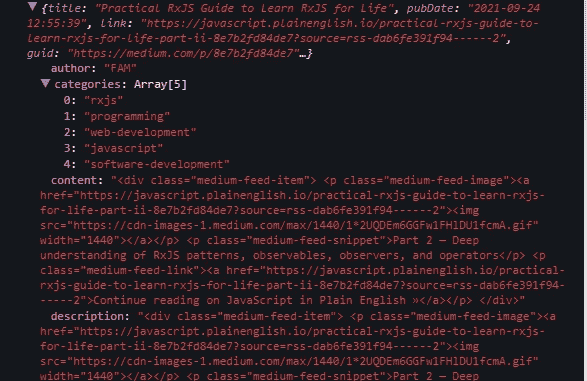 ▼ {title: "Practical RxJS Guide to Learn RxJS for Life", pubDate: "2021-09-24
12:55:39", link: "https://javascript.plainenglish.io/practical-rxjs-guide-to-
learn-rxjs-for-life-part-ii-8e7b2fd84de7?source=rss-dab6fe391f94------2",
guid: "https://medium.com/p/8e7b2fd84de7"…}
author: "FAM"
▼ categories: Array[5]
0: "rxjs"
1: "programming"
2: "web-development"
3: "javascript"
4: "software-development"
content: "<div class="medium-feed-item"> <p class="medium-feed-image"><a
href="https://javascript.plainenglish.io/practical-rxjs-guide-to-learn-rxjs-
for-life-part-ii-8e7b2fd84de7?source=rss-dab6fe391f94------2"><img
src="https://cdn-images-1.medium.com/max/1440/1*2UQDEm6GGFw1FHlDU1fcmA.gif"
width="1440"></a></p> <p class="medium-feed-snippet">Part 2 — Deep
understanding of RxJS patterns, observables, observers, and operators</p> <p
class="medium-feed-link"><a href="https://javascript.plainenglish.io/practical-
rxjs-guide-to-learn-rxjs-for-life-part-ii-8e7b2fd84de7?source=rss-dab6fe391f94-
-----2">Continue reading on JavaScript in Plain English »</a></p> </div>"
description: "<div class="medium-feed-item"> <p class="medium-feed-image"><a
href="https://javascript.plainenglish.io/practical-rxjs-guide-to-learn-rxjs-
for-life-part-ii-8e7b2fd84de7?source=rss-dab6fe391f94------2"><img
src="https://cdn-images-1.medium.com/max/1440/1*2UQDEm6GGFw1FHlDU1fcmA.gif"
width="1440"></a></p> <p class="medium-feed-snippet">Part 2 — Deep